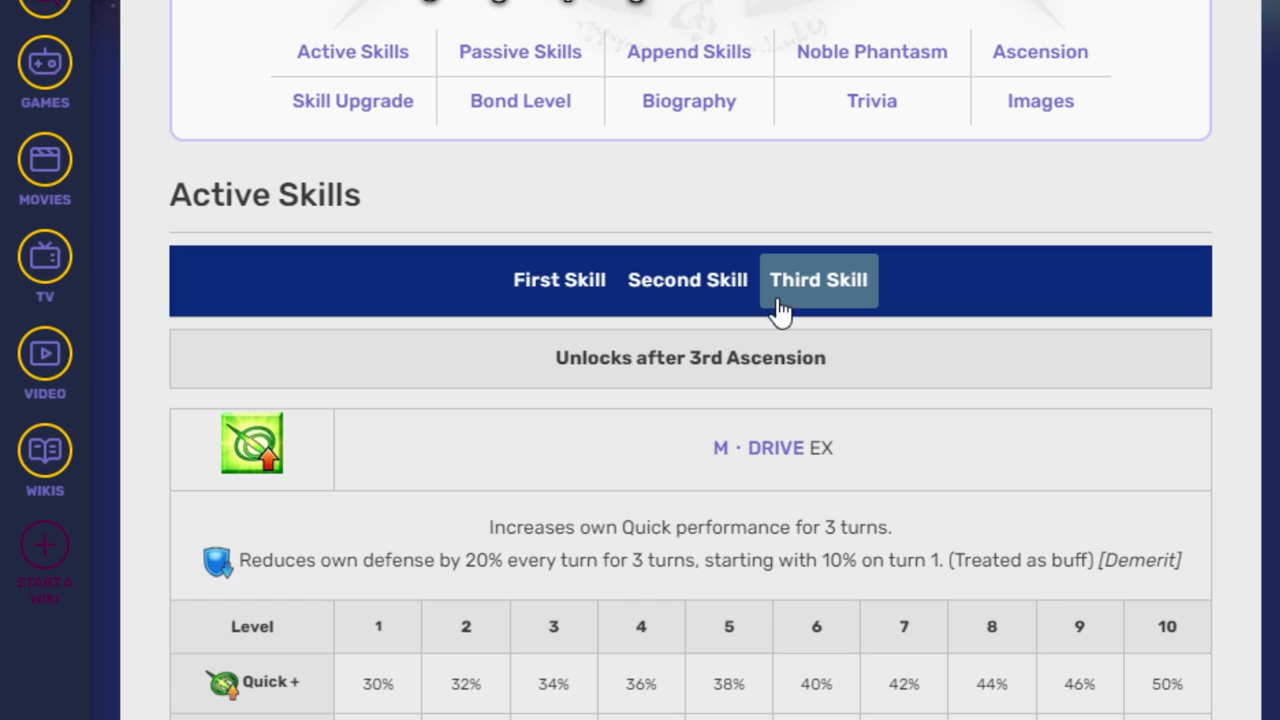 Active Skills Passive Skills Append Skills Noble Phantasm Ascension
Skill Upgrade Bond Level Biography Trivia Images
GAMES
MOVIES
TV
VIDEO
WIKIS
START A
WIKI
Active Skills
First Skill Second Skill Third Skill
Unlocks after 3rd Ascension
M · DRIVE EX
Increases own Quick performance for 3 turns.
Reduces own defense by 20% every turn for 3 turns, starting with 10% on turn 1. (Treated as buff) [Demerit]
Level 1 2 3 4 5 6 7 8 9 10
Quick + 30% 32% 34% 36% 38% 40% 42% 44% 46% 50%